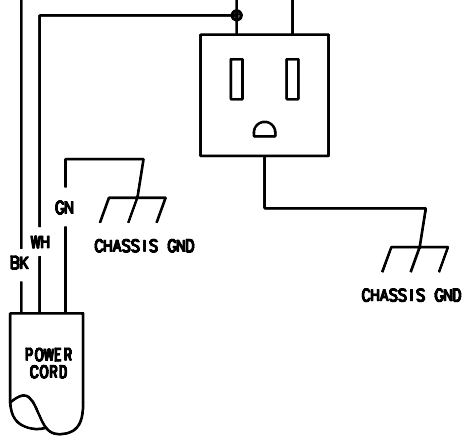 GN
WH
CHASSIS GND
BK
CHASSIS GND
POWER
CORD